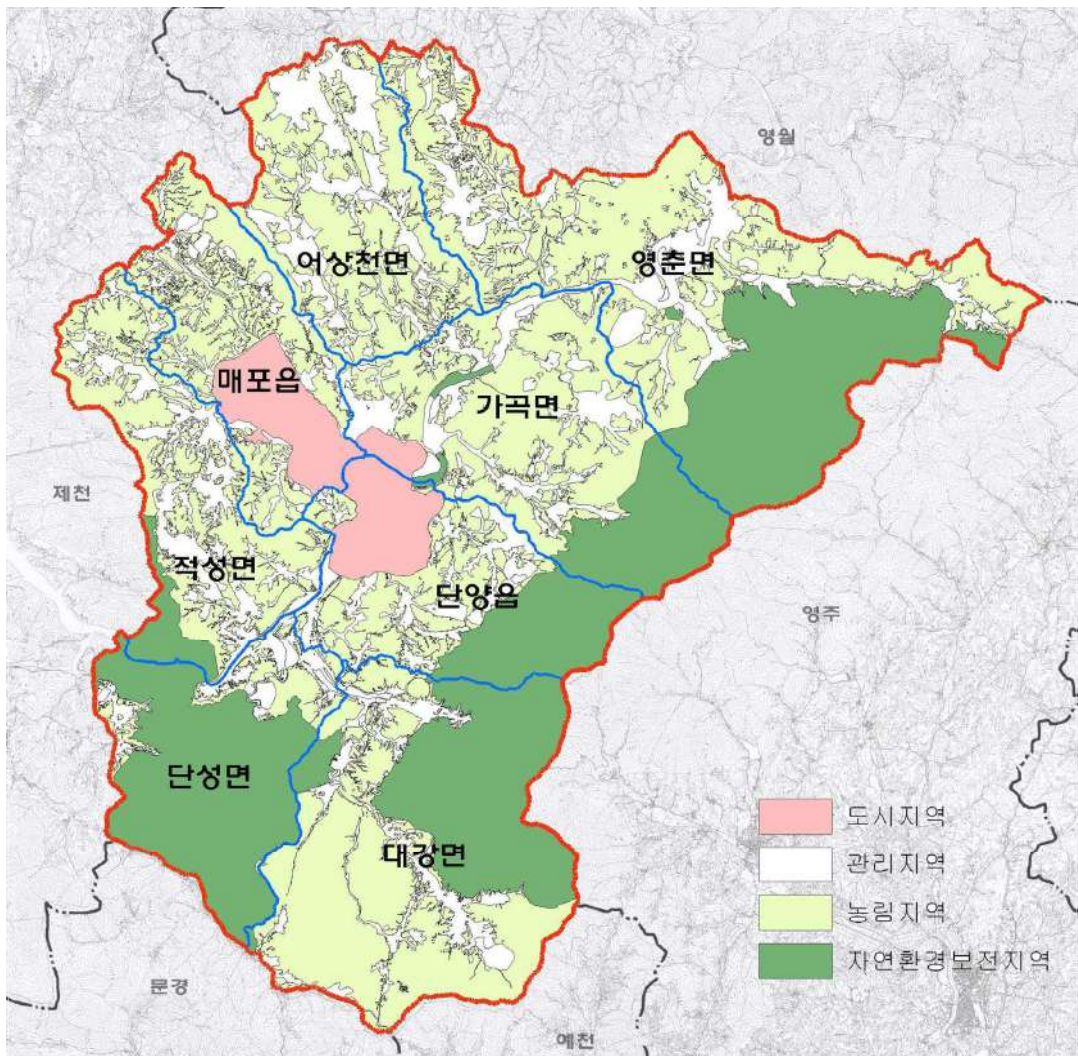 영월
어상천면
영춘면
매포읍
가곡면
제천
적성면
단양읍
영주
단성면
도시지역
관리지역
대강면
농림지역
자연환경보전지역
문경
예천